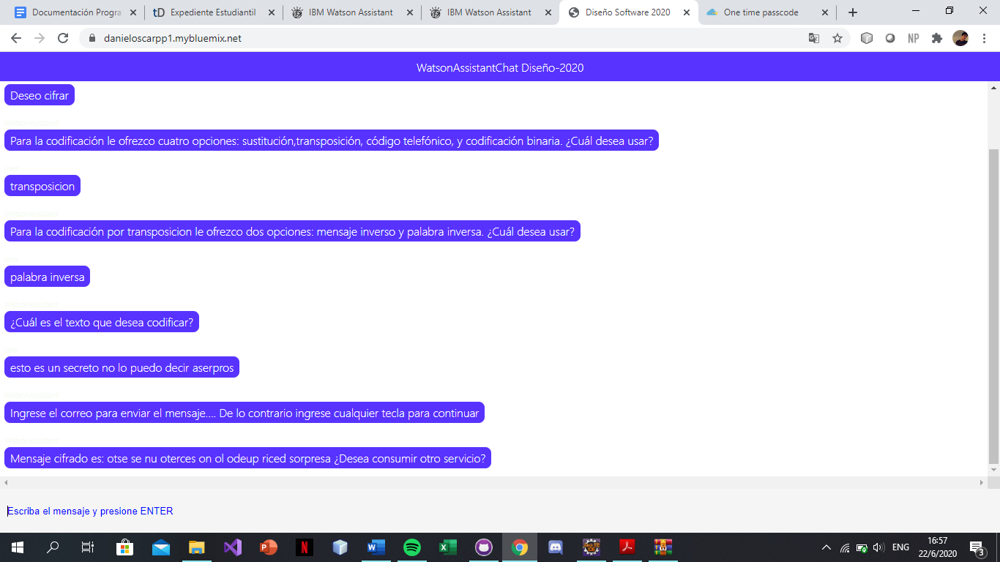 Documentación Progra
Expediente Estudiantil
IBM Watson Assistant
IBM Watson Assistant
Diseño Software 2020
One time passcode
danieloscarpp1.mybluemix.net
NP
WatsonAssistantChat Diseño-2020
Deseo cifrar
WatsonAssistant
Para la codificación le ofrezco cuatro opciones: sustitución,transposición, código telefónico, y codificación binaria. ¿Cuál desea usar?
User
transposicion
WatsonAssistant
Para la codificación por transposicion le ofrezco dos opciones: mensaje inverso y palabra inversa. ¿Cuál desea usar?
User
palabra inversa
WatsonAssistant
¿Cuál es el texto que desea codificar?
User
esto es un secreto no lo puedo decir aserpros
WatsonAssistant
Ingrese el correo para enviar el mensaje.... De lo contrario ingrese cualquier tecla para continuar
WatsonAssistant
Mensaje cifrado es: otse se nu oterces on ol odeup riced sorpresa ¿Desea consumir otro servicio?
Escriba el mensaje y presione ENTER
ENG
16:57
22/6/2020
3